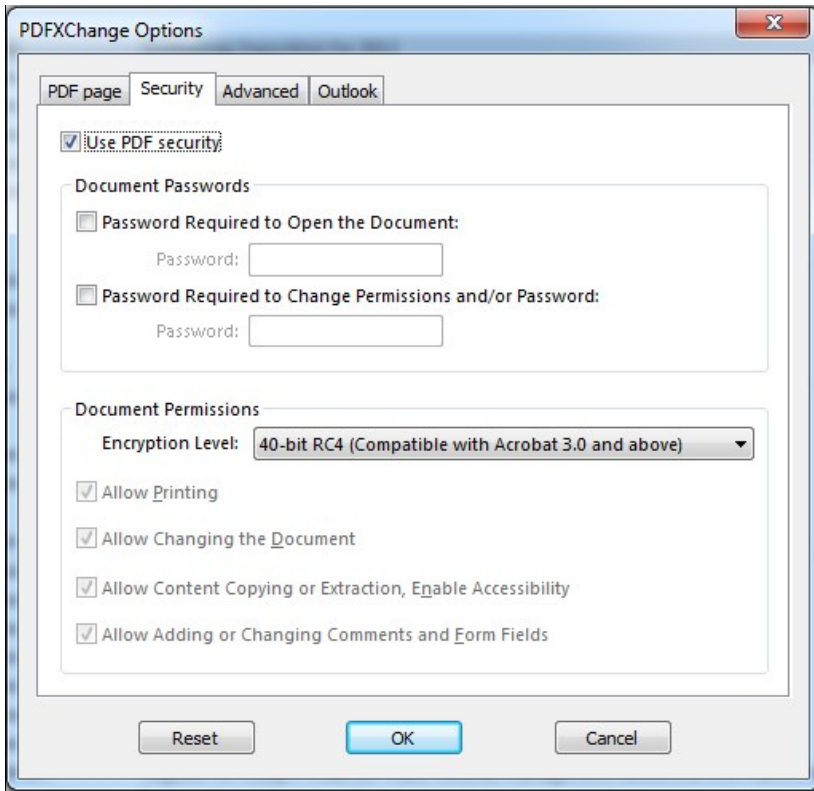 PDFXChange Options
PDF page Security Advanced Outlook
Use PDF security
Document Passwords
Password Required to Open the Document:
Password:
Password Required to Change Permissions and/or Password:
Password:
Document Permissions
Encryption Level: 40-bit RC4 (Compatible with Acrobat 3.0 and above)
Allow Printing
Allow Changing the Document
Allow Content Copying or Extraction, Enable Accessibility
Allow Adding or Changing Comments and Form Fields
Reset OK Cancel